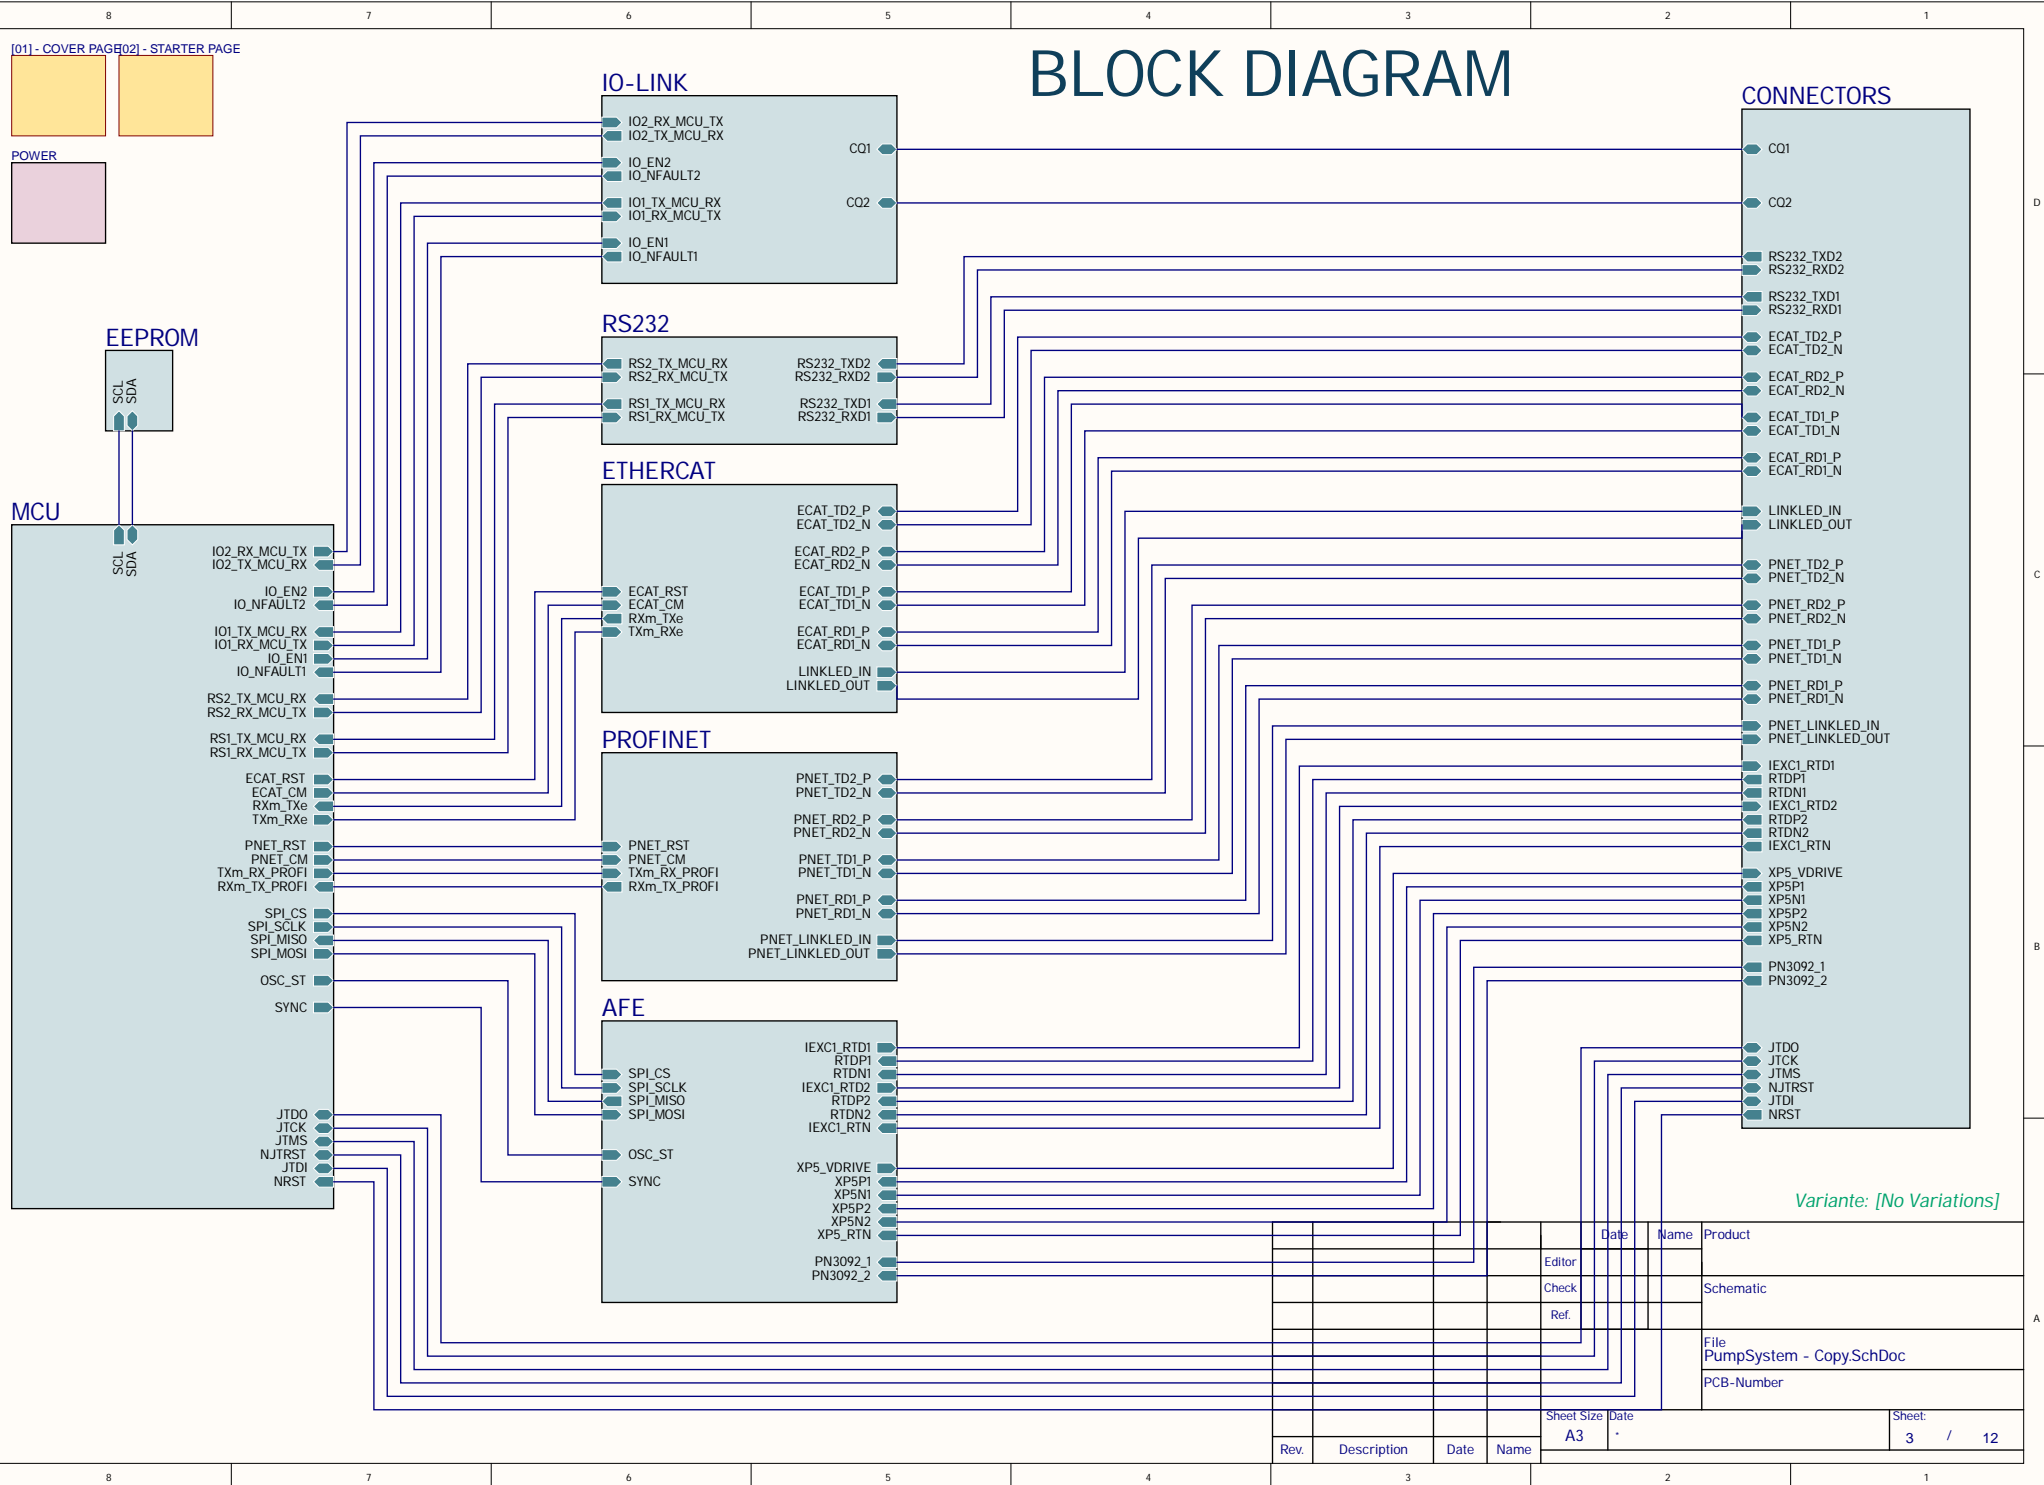 8 7 6 5 4 3 2 1
[01] - COVER PAGE
[02] - STARTER PAGE
POWER
BLOCK DIAGRAM
IO-LINK
IO2_RX_MCU_TX
IO2_TX_MCU_RX
IO_EN2
IO_NFAULT2
IO1_TX_MCU_RX
IO1_RX_MCU_TX
IO_EN1
IO_NFAULT1
CQ1
CQ2
RS232
RS2_TX_MCU_RX
RS2_RX_MCU_TX
RS1_TX_MCU_RX
RS1_RX_MCU_TX
RS232_TXD2
RS232_RXD2
RS232_TXD1
RS232_RXD1
EEPROM
SCL
SDA
MCU
SCL
SDA
IO2_RX_MCU_TX
IO2_TX_MCU_RX
IO_EN2
IO_NFAULT2
IO1_TX_MCU_RX
IO1_RX_MCU_TX
IO_EN1
IO_NFAULT1
RS2_TX_MCU_RX
RS2_RX_MCU_TX
RS1_TX_MCU_RX
RS1_RX_MCU_TX
ECAT_RST
ECAT_CM
RXm_TXe
TXm_RXe
PNET_RST
PNET_CM
TXm_RX_PROFI
RXm_TX_PROFI
SPI_CS
SPI_SCLK
SPI_MISO
SPI_MOSI
OSC_ST
SYNC
JTDO
JTCK
JTMS
NJTRST
JTDI
NRST
ETHERCAT
ECAT_RST
ECAT_CM
RXm_TXe
TXm_RXe
ECAT_TD2_P
ECAT_TD2_N
ECAT_RD2_P
ECAT_RD2_N
ECAT_TD1_P
ECAT_TD1_N
ECAT_RD1_P
ECAT_RD1_N
LINKLED_IN
LINKLED_OUT
PROFINET
PNET_RST
PNET_CM
TXm_RX_PROFI
RXm_TX_PROFI
PNET_TD2_P
PNET_TD2_N
PNET_RD2_P
PNET_RD2_N
PNET_TD1_P
PNET_TD1_N
PNET_RD1_P
PNET_RD1_N
PNET_LINKLED_IN
PNET_LINKLED_OUT
AFE
SPI_CS
SPI_SCLK
SPI_MISO
SPI_MOSI
OSC_ST
SYNC
IEXC1_RTD1
RTDP1
RTDN1
IEXC1_RTD2
RTDP2
RTDN2
IEXC1_RTN
XP5_VDRIVE
XP5P1
XP5N1
XP5P2
XP5N2
XP5_RTN
PN3092_1
PN3092_2
CONNECTORS
CQ1
CQ2
RS232_TXD2
RS232_RXD2
RS232_TXD1
RS232_RXD1
ECAT_TD2_P
ECAT_TD2_N
ECAT_RD2_P
ECAT_RD2_N
ECAT_TD1_P
ECAT_TD1_N
ECAT_RD1_P
ECAT_RD1_N
LINKLED_IN
LINKLED_OUT
PNET_TD2_P
PNET_TD2_N
PNET_RD2_P
PNET_RD2_N
PNET_TD1_P
PNET_TD1_N
PNET_RD1_P
PNET_RD1_N
PNET_LINKLED_IN
PNET_LINKLED_OUT
IEXC1_RTD1
RTDP1
RTDN1
IEXC1_RTD2
RTDP2
RTDN2
IEXC1_RTN
XP5_VDRIVE
XP5P1
XP5N1
XP5P2
XP5N2
XP5_RTN
PN3092_1
PN3092_2
JTDO
JTCK
JTMS
NJTRST
JTDI
NRST
D
C
B
A
Variante: [No Variations]
Date Name Product
Editor
Check Schematic
Ref.
File
PumpSystem - Copy.SchDoc
PCB-Number
Sheet Size Date Sheet:
A3 * 3 / 12
Rev. Description Date Name
8 7 6 5 4 3 2 1